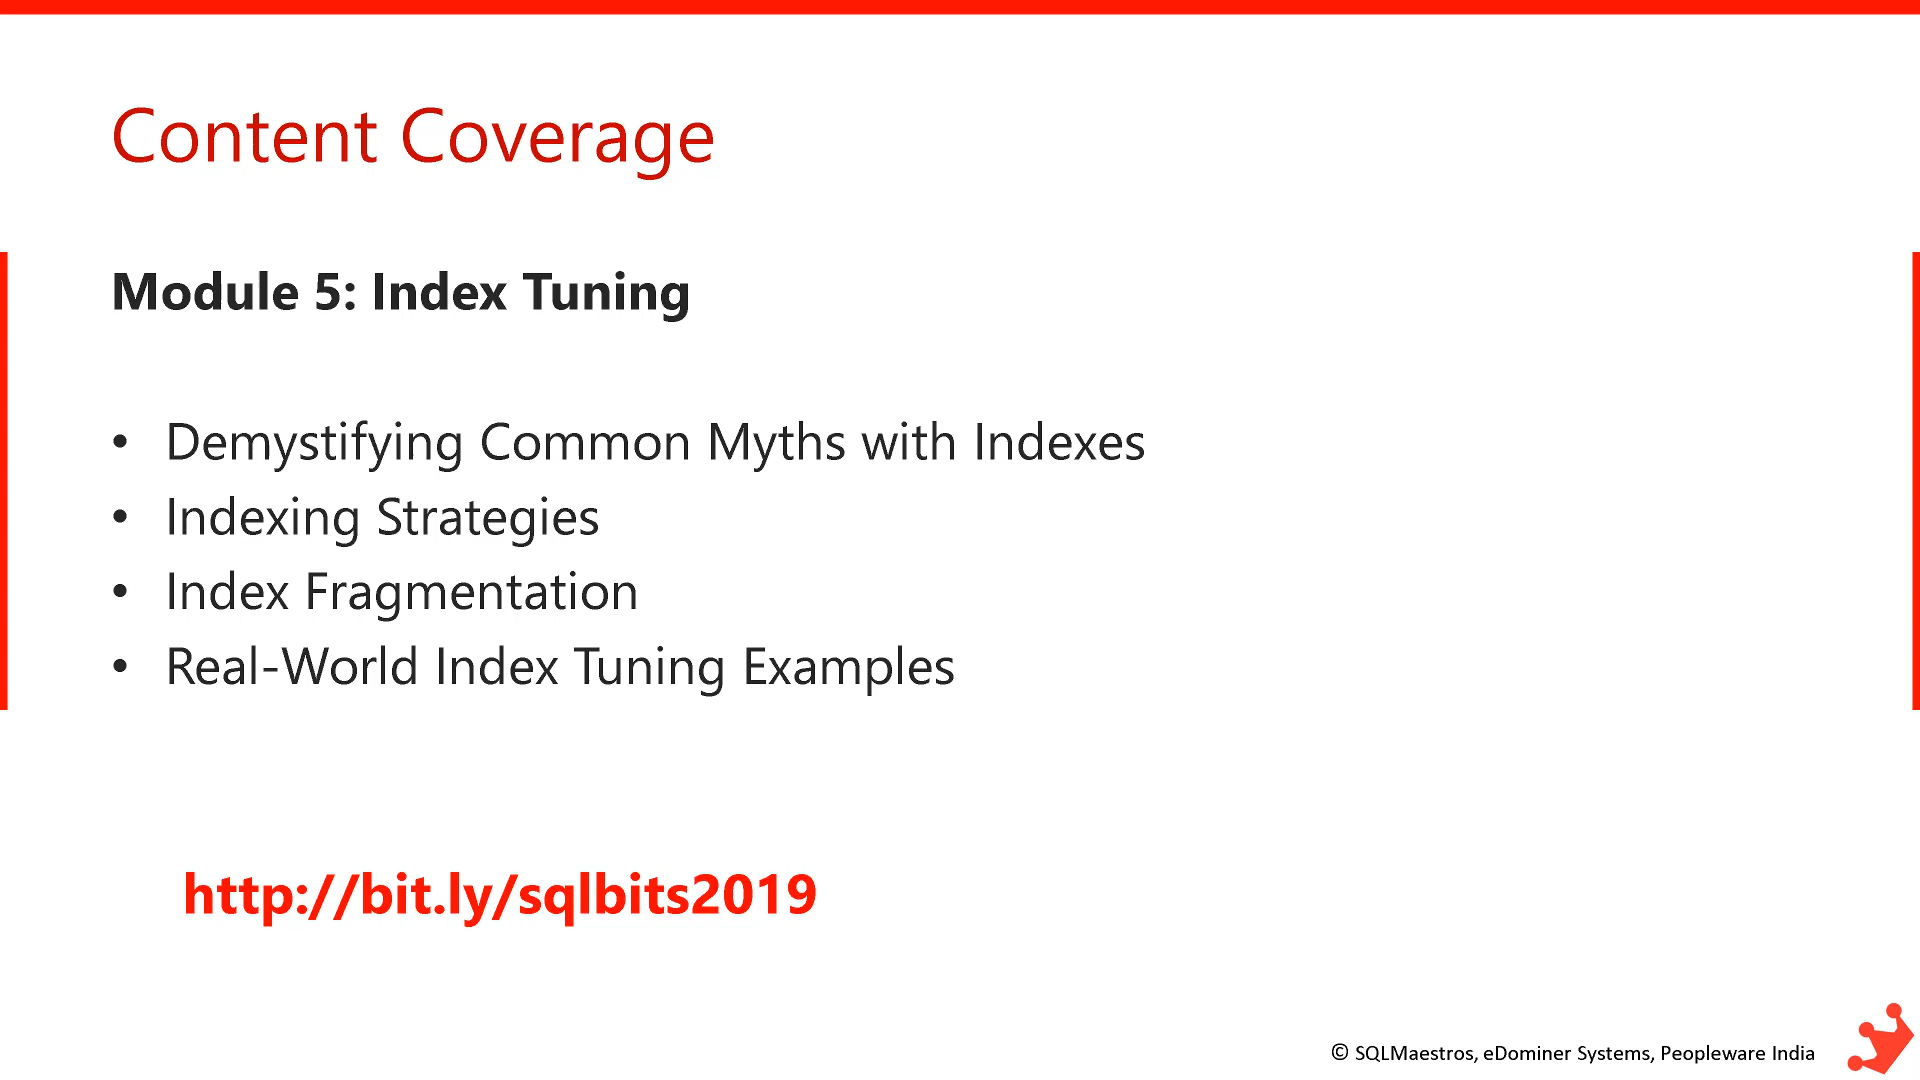 Content Coverage
Module 5: Index Tuning
• Demystifying Common Myths with Indexes
• Indexing Strategies
• Index Fragmentation
• Real-World Index Tuning Examples
http://bit.ly/sqlbits2019
© SQLMaestros, eDominer Systems, Peopleware India